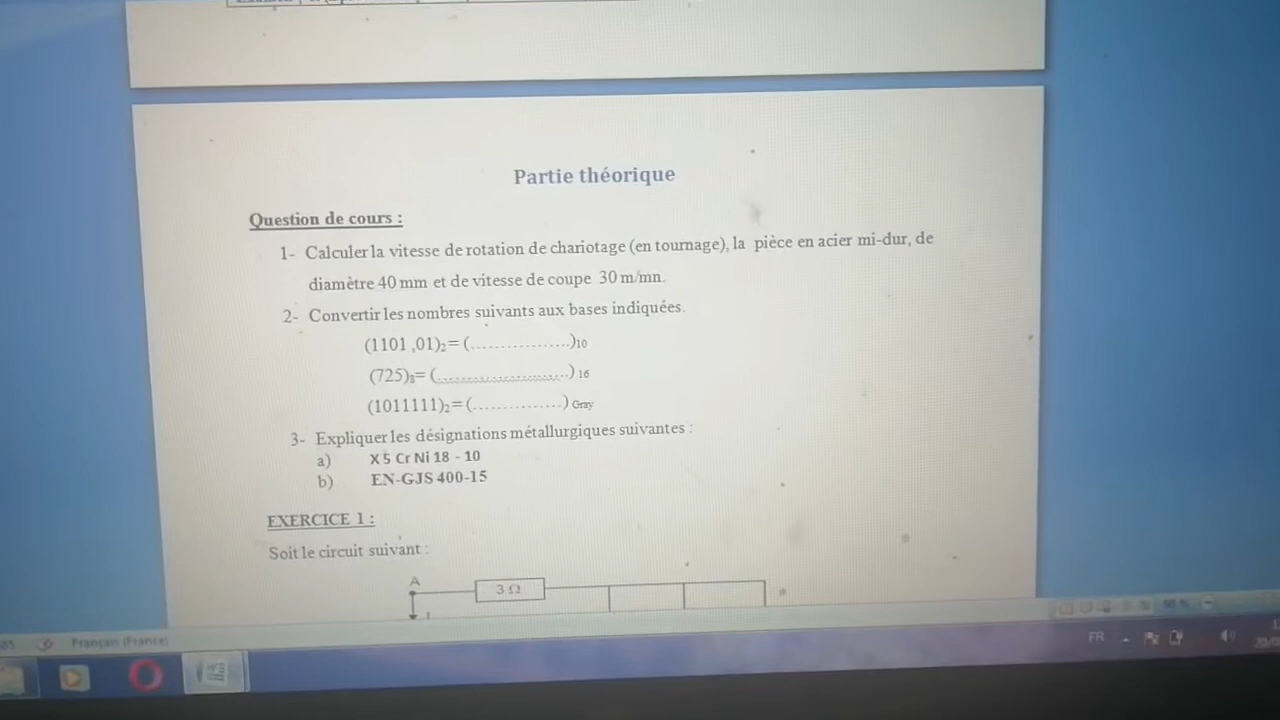 Partie théorique
Question de cours :
1- Calculer la vitesse de rotation de chariotage (en tournage), la pièce en acier mi-dur, de
diamètre 40 mm et de vitesse de coupe 30 m/mn.
2- Convertir les nombres suivants aux bases indiquées.
(1101 ,01)₂= (.................)₁₀
(725)₈= (......................) ₁₆
(1011111)₂= (...............) Gray
3- Expliquer les désignations métallurgiques suivantes :
a) X 5 Cr Ni 18 - 10
b) EN-GJS 400-15
EXERCICE 1 :
Soit le circuit suivant :
A
3 Ω
I
Français (France)
FR